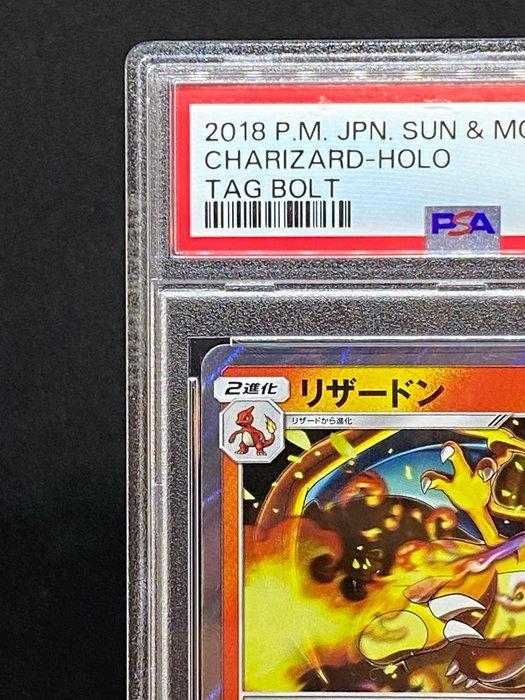 2018 P.M. JPN. SUN & MO
CHARIZARD-HOLO
TAG BOLT
PSA
2進化 リザードン
リザードから進化